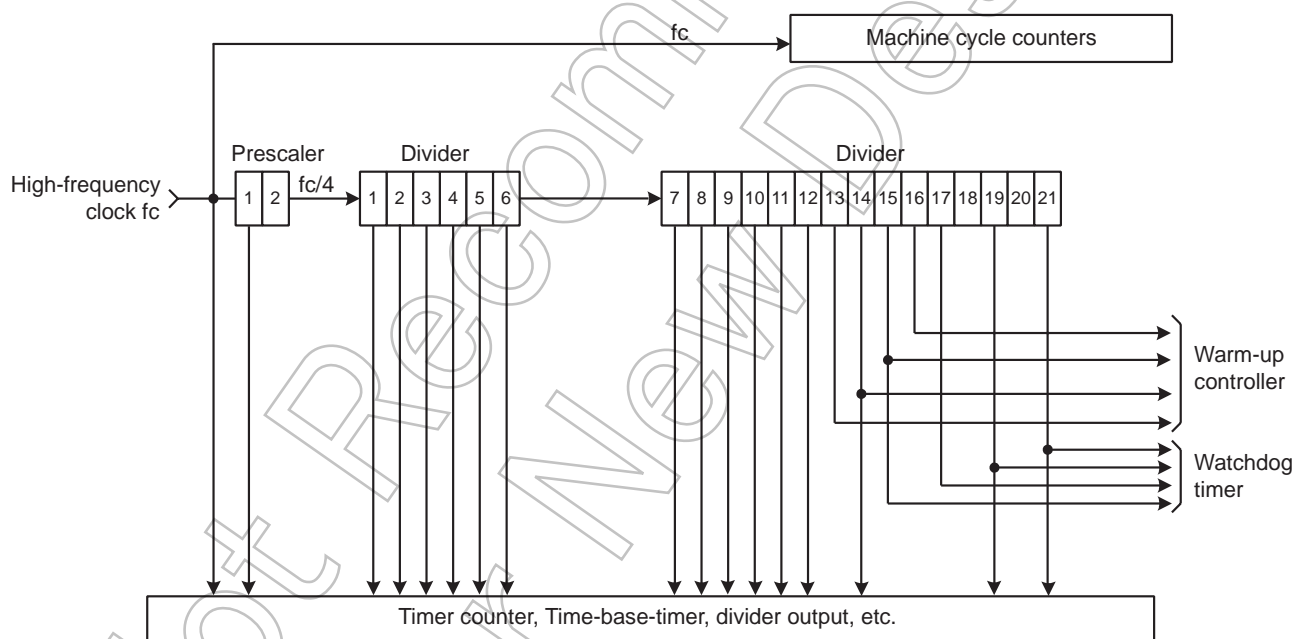 fc
Machine cycle counters
Prescaler
Divider
Divider
High-frequency
clock fc
1 2
fc/4
1 2 3 4 5 6
7 8 9 10 11 12 13 14 15 16 17 18 19 20 21
Warm-up
controller
Watchdog
timer
Timer counter, Time-base-timer, divider output, etc.